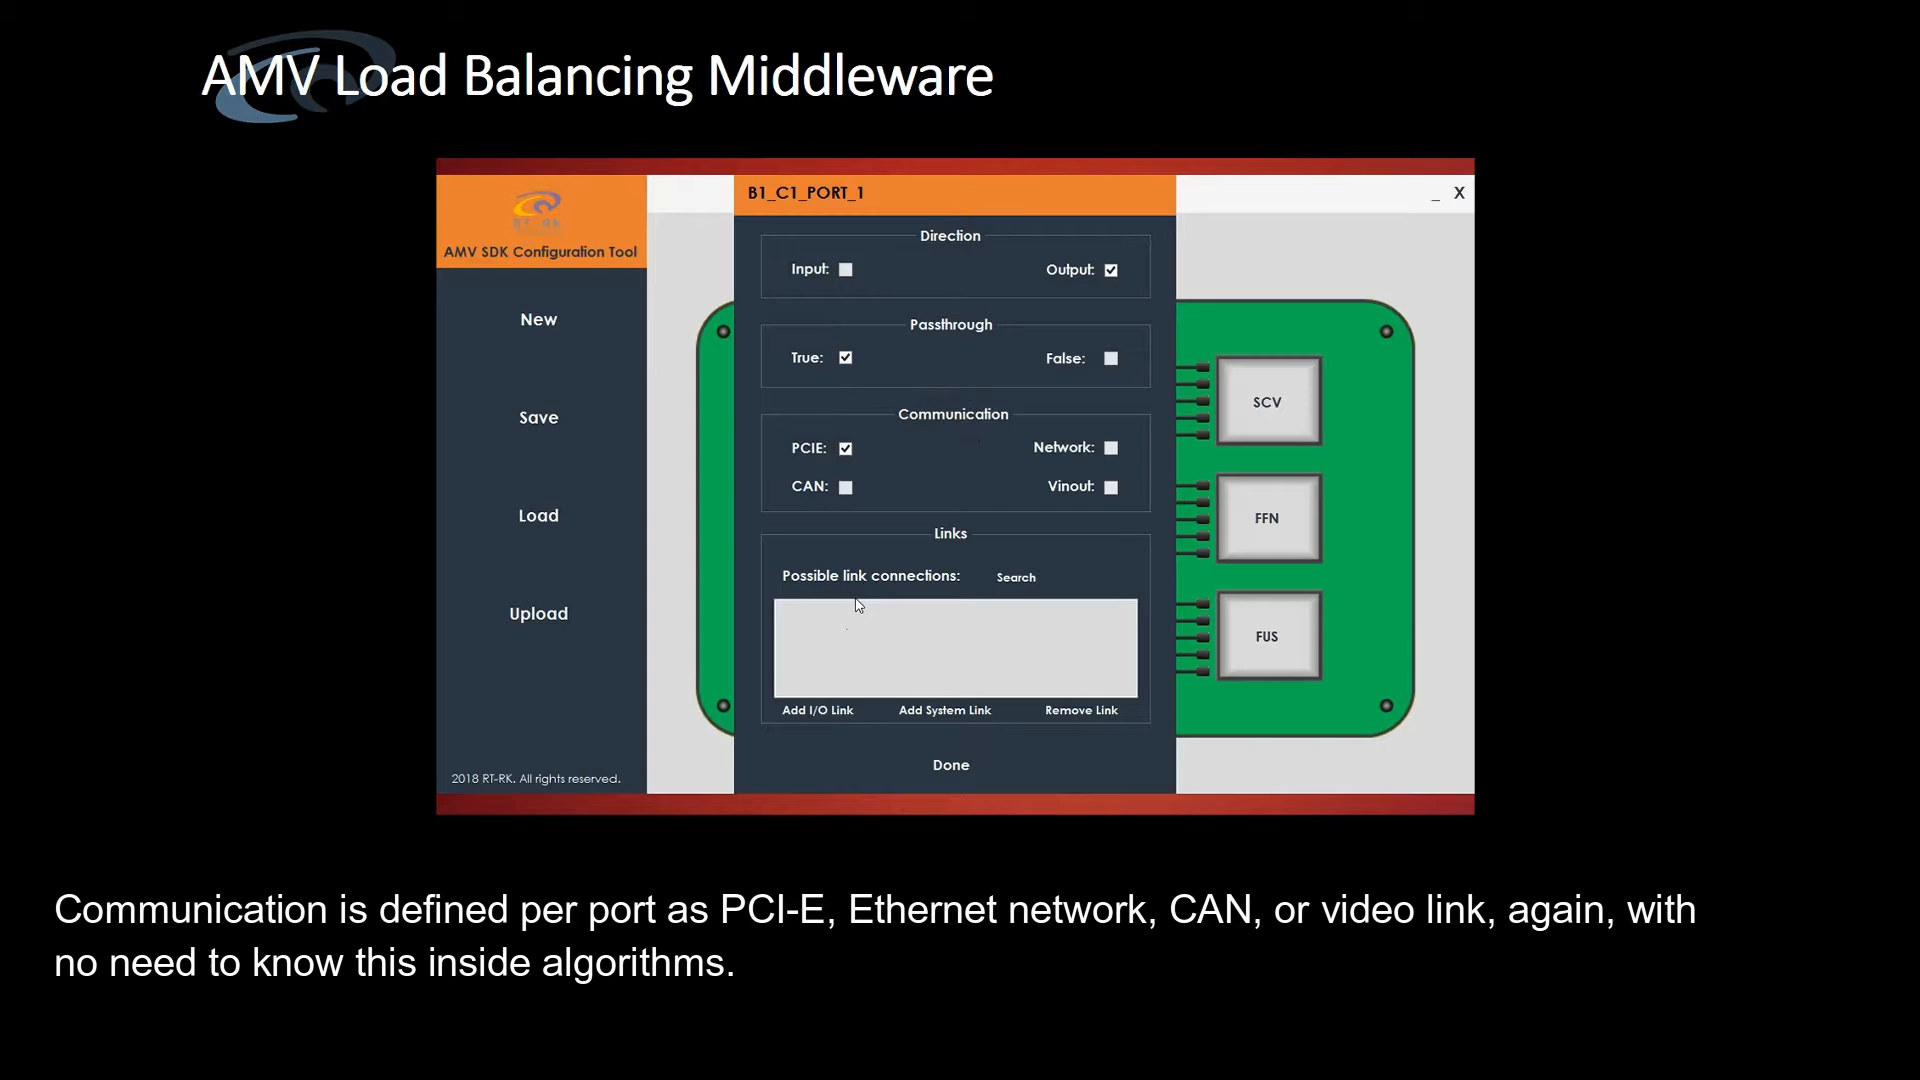 AMV Load Balancing Middleware
B1_C1_PORT_1
_ X
RT-RK
AMV SDK Configuration Tool
New
Save
Load
Upload
2018 RT-RK. All rights reserved.
Direction
Input: Output:
Passthrough
True: False:
Communication
PCIE: Network:
CAN: Vinout:
Links
Possible link connections: Search
Add I/O Link Add System Link Remove Link
Done
SCV
FFN
FUS
Communication is defined per port as PCI-E, Ethernet network, CAN, or video link, again, with
no need to know this inside algorithms.